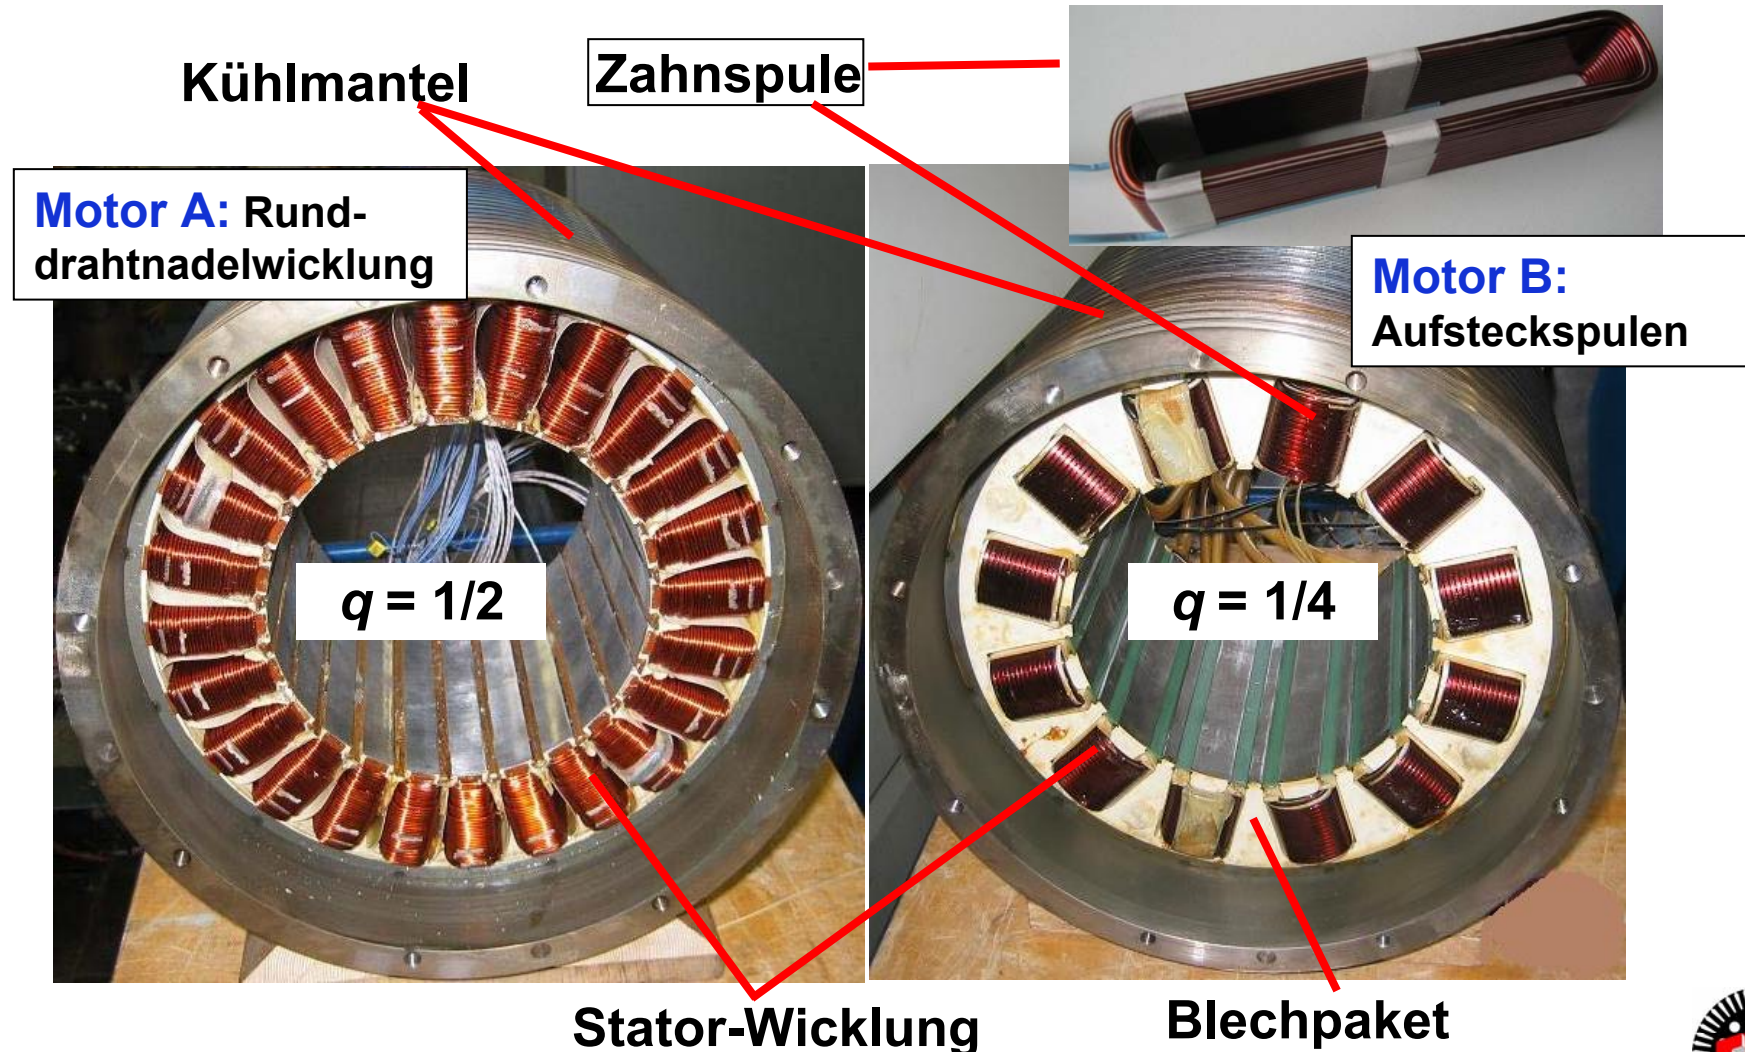 Kühlmantel
Zahnspule
Motor A: Rund-
drahtnadelwicklung
Motor B:
Aufsteckspulen
q = 1/2
q = 1/4
Stator-Wicklung
Blechpaket